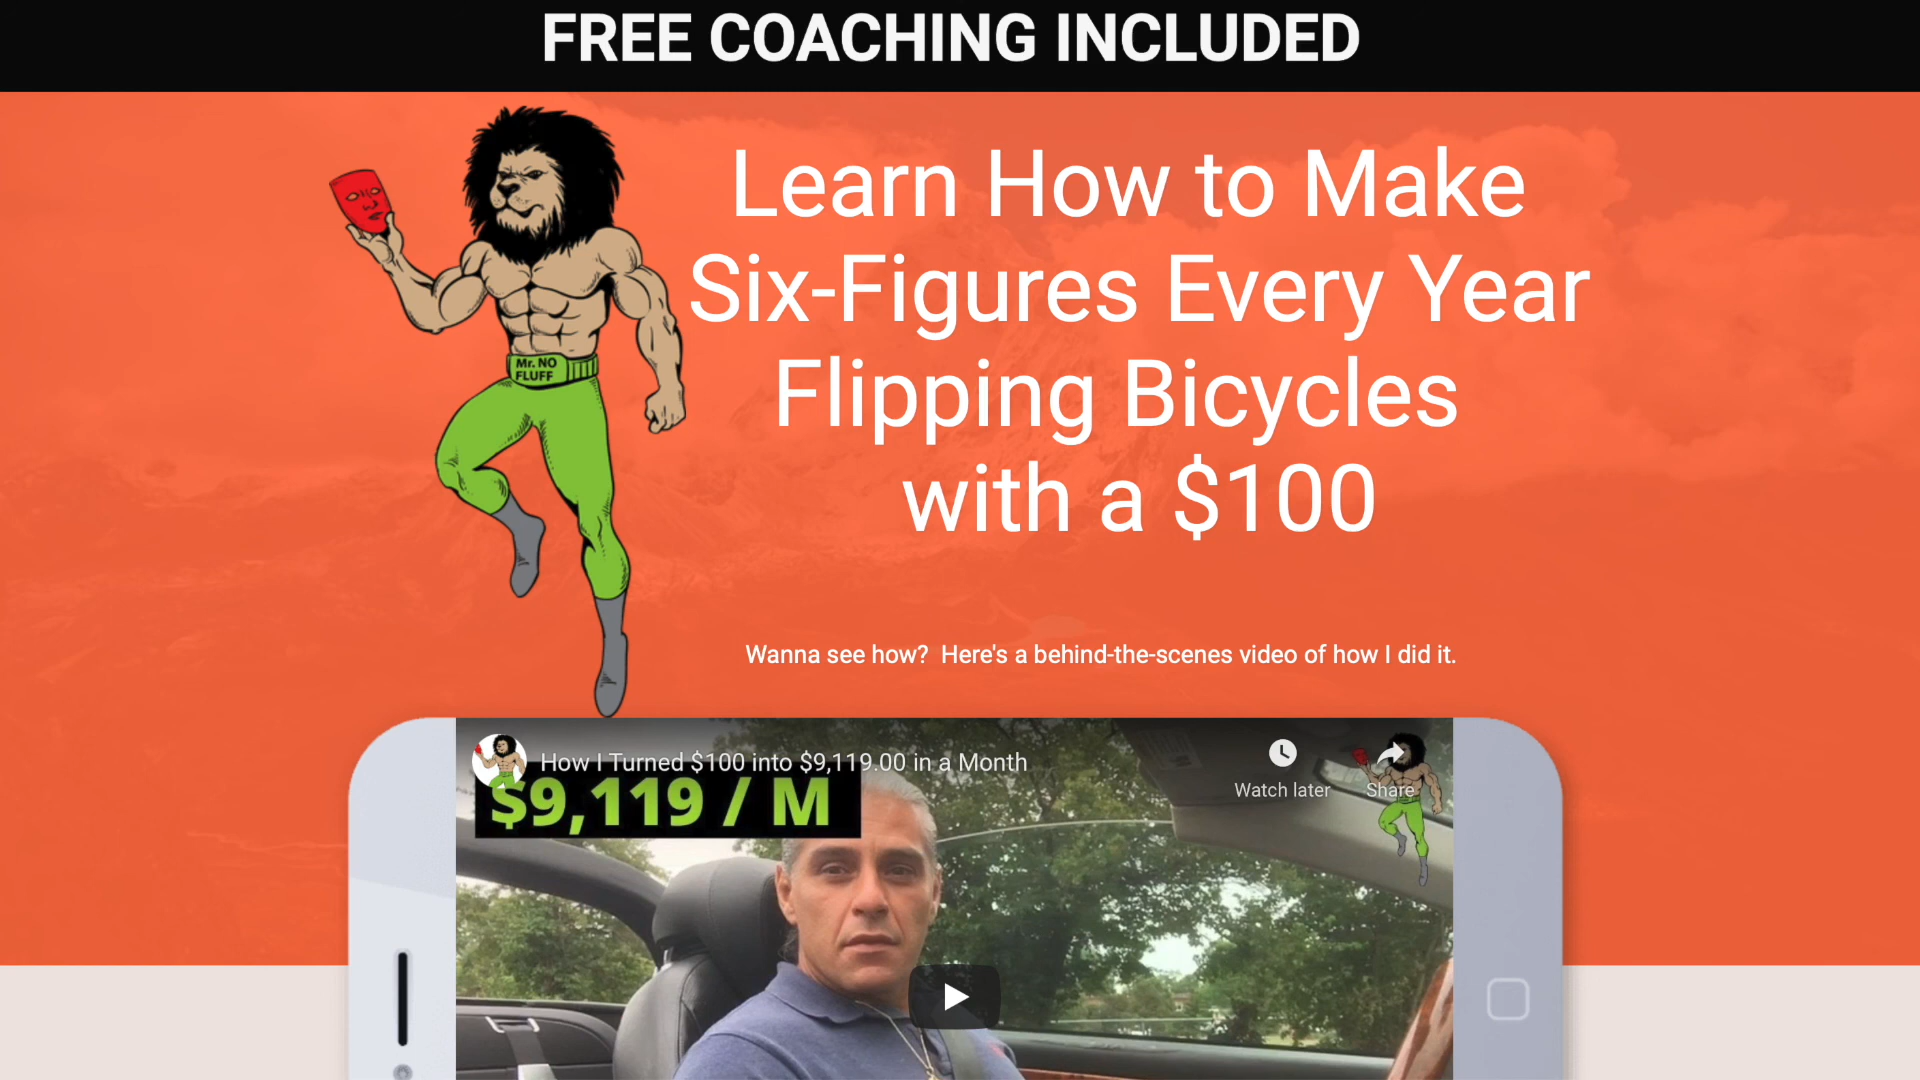 FREE COACHING INCLUDED
Learn How to Make
Six-Figures Every Year
Flipping Bicycles
with a $100
Mr. NO
FLUFF
Wanna see how?  Here's a behind-the-scenes video of how I did it.
How I Turned $100 into $9,119.00 in a Month
Watch later
Share
$9,119 / M